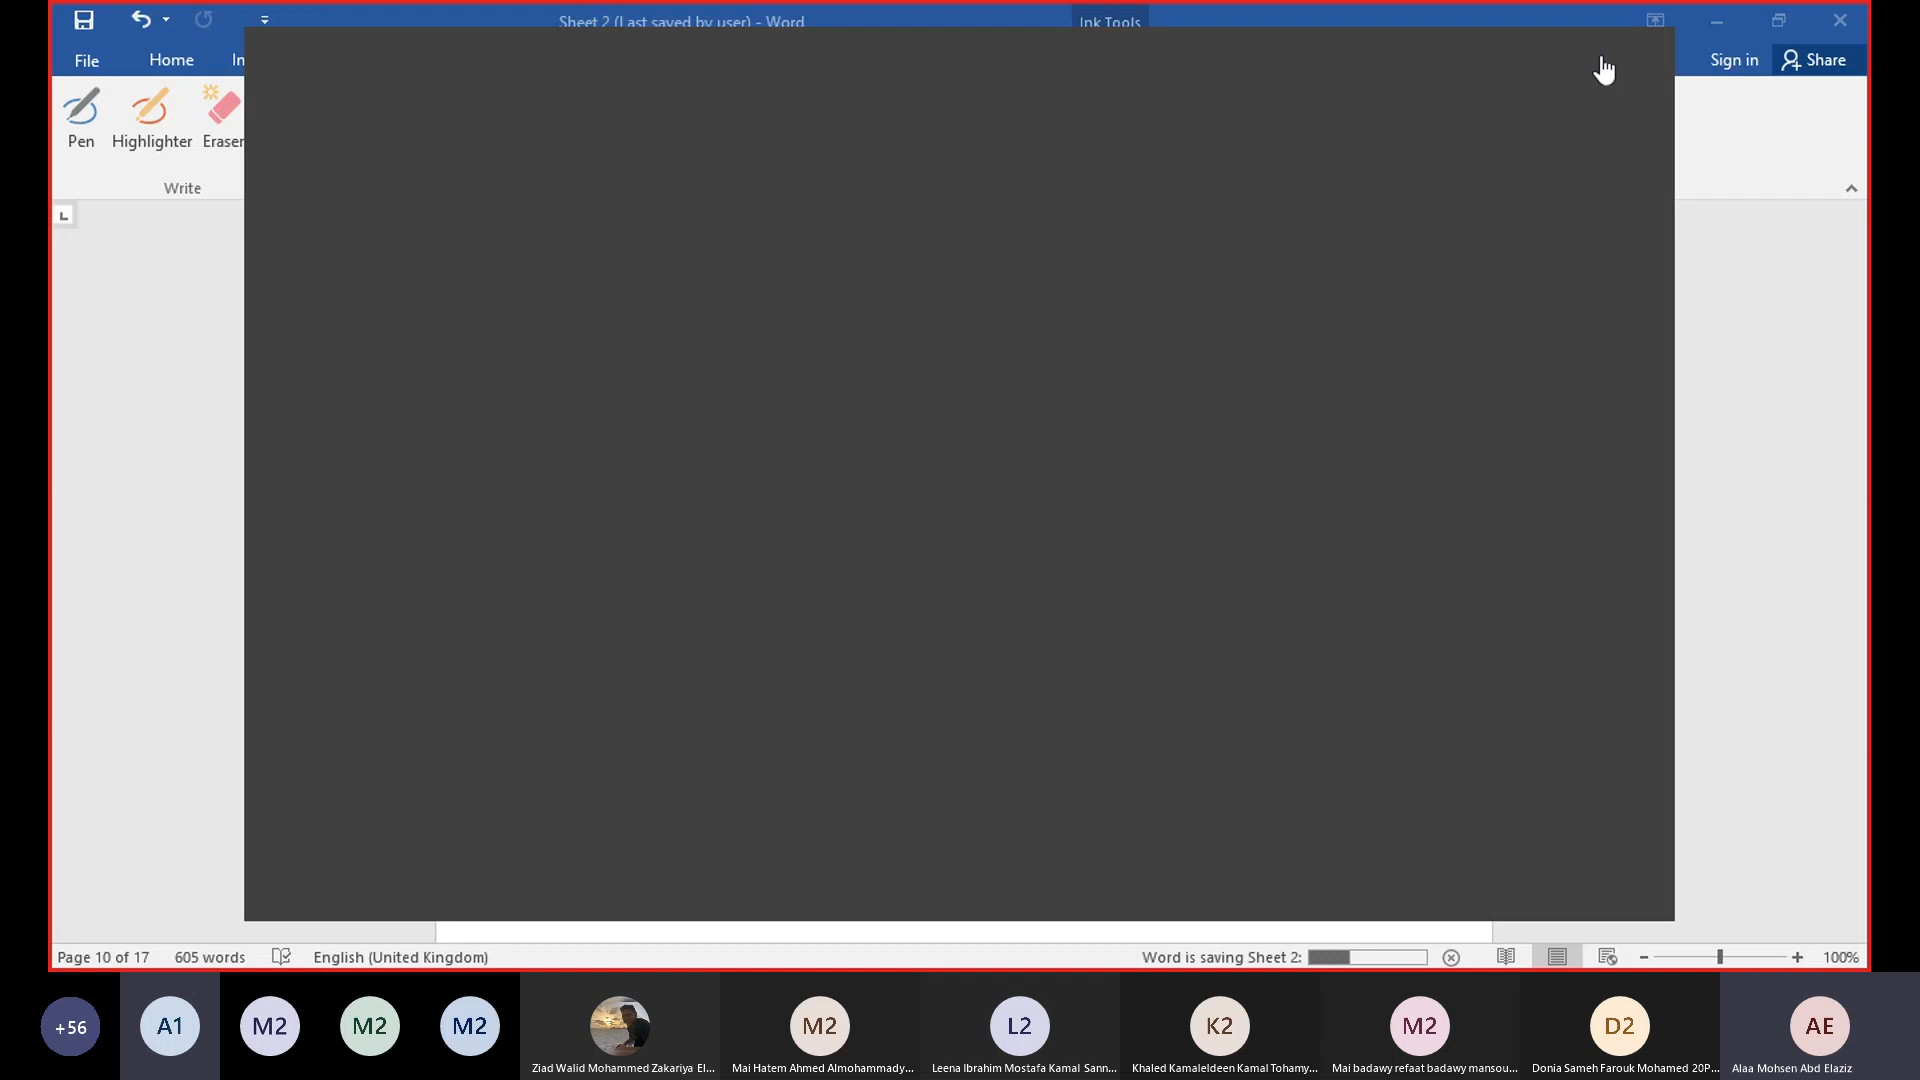 Sheet 2 (Last saved by user) - Word
Ink Tools
File
Home
In
Sign in
Share
Pen
Highlighter
Eraser
Write
Page 10 of 17
605 words
English (United Kingdom)
Word is saving Sheet 2:
100%
+56
A1
M2
M2
M2
M2
L2
K2
M2
D2
AE
Ziad Walid Mohammed Zakariya El...
Mai Hatem Ahmed Almohammady...
Leena Ibrahim Mostafa Kamal Sann...
Khaled Kamaleldeen Kamal Tohamy...
Mai badawy refaat badawy mansou...
Donia Sameh Farouk Mohamed 20P...
Alaa Mohsen Abd Elaziz